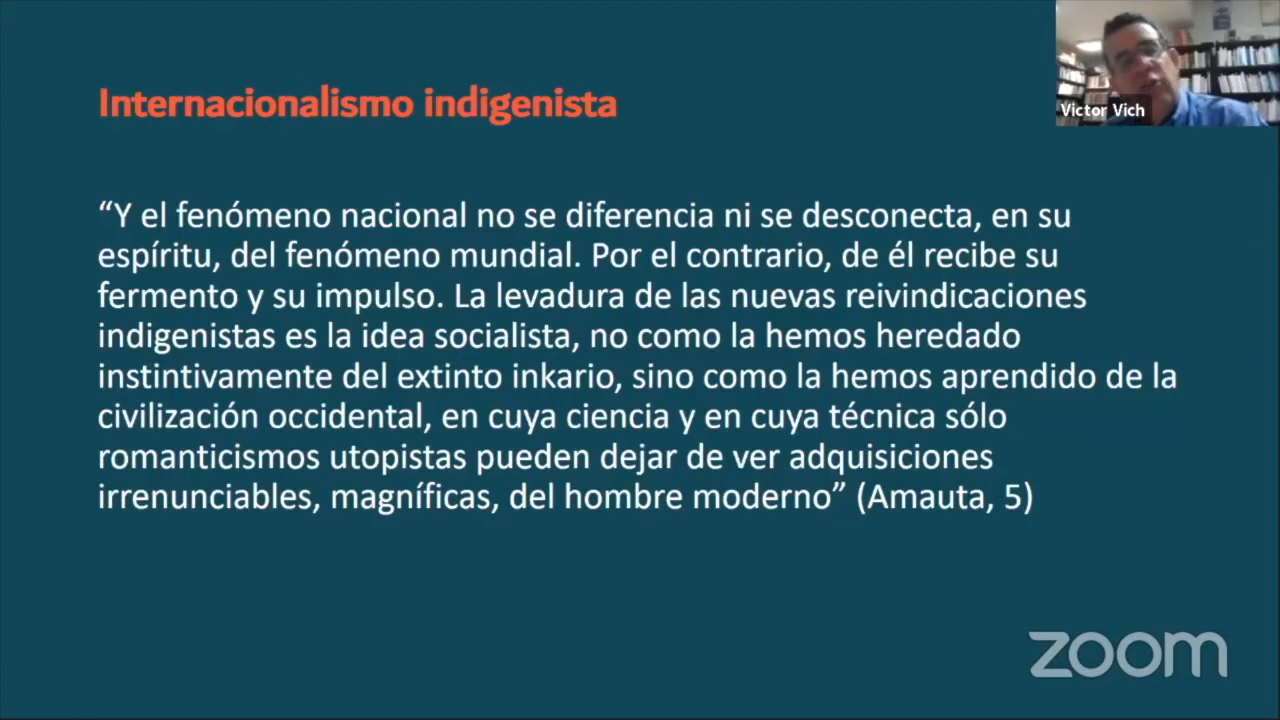 Internacionalismo indigenista
Victor Vich
“Y el fenómeno nacional no se diferencia ni se desconecta, en su
espíritu, del fenómeno mundial. Por el contrario, de él recibe su
fermento y su impulso. La levadura de las nuevas reivindicaciones
indigenistas es la idea socialista, no como la hemos heredado
instintivamente del extinto inkario, sino como la hemos aprendido de la
civilización occidental, en cuya ciencia y en cuya técnica sólo
romanticismos utopistas pueden dejar de ver adquisiciones
irrenunciables, magníficas, del hombre moderno” (Amauta, 5)
zoom